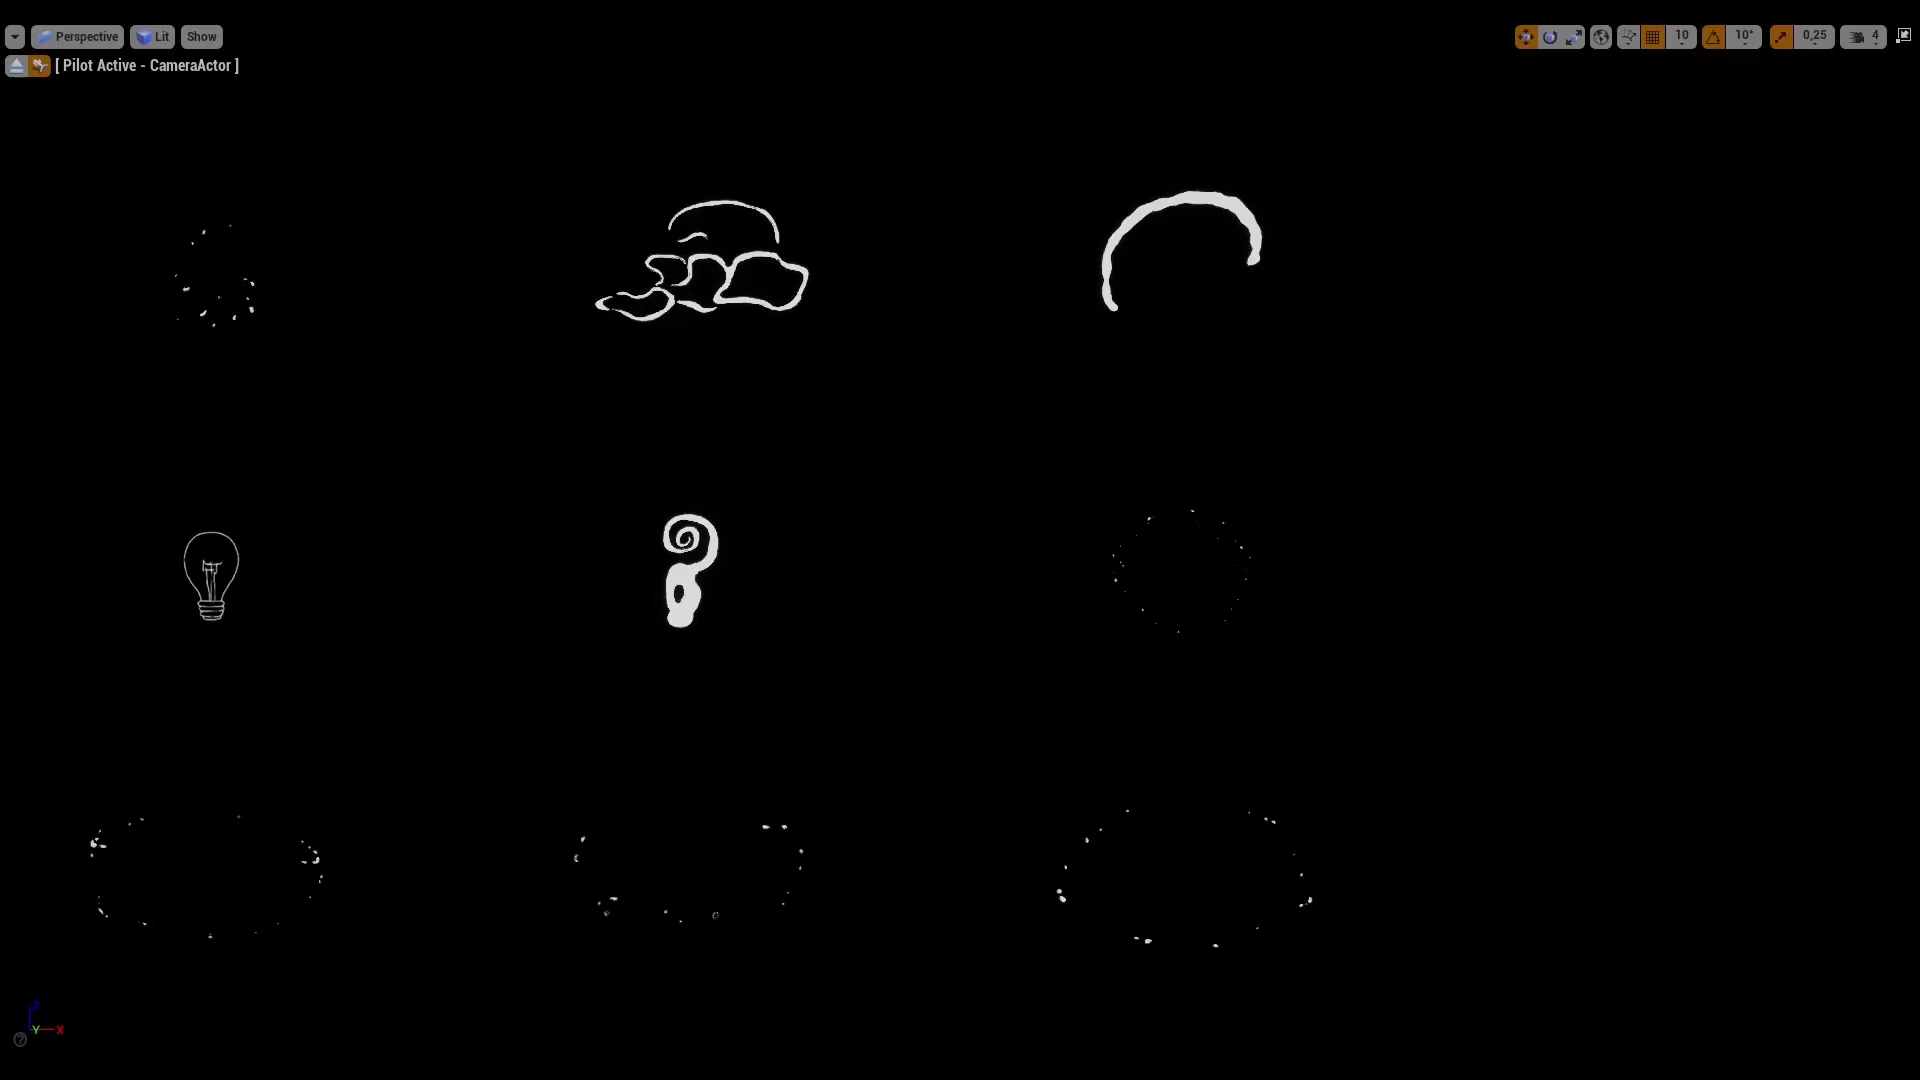 Perspective Lit Show 10 10° 0,25 4
[ Pilot Active - CameraActor ]
Z
Y X
?